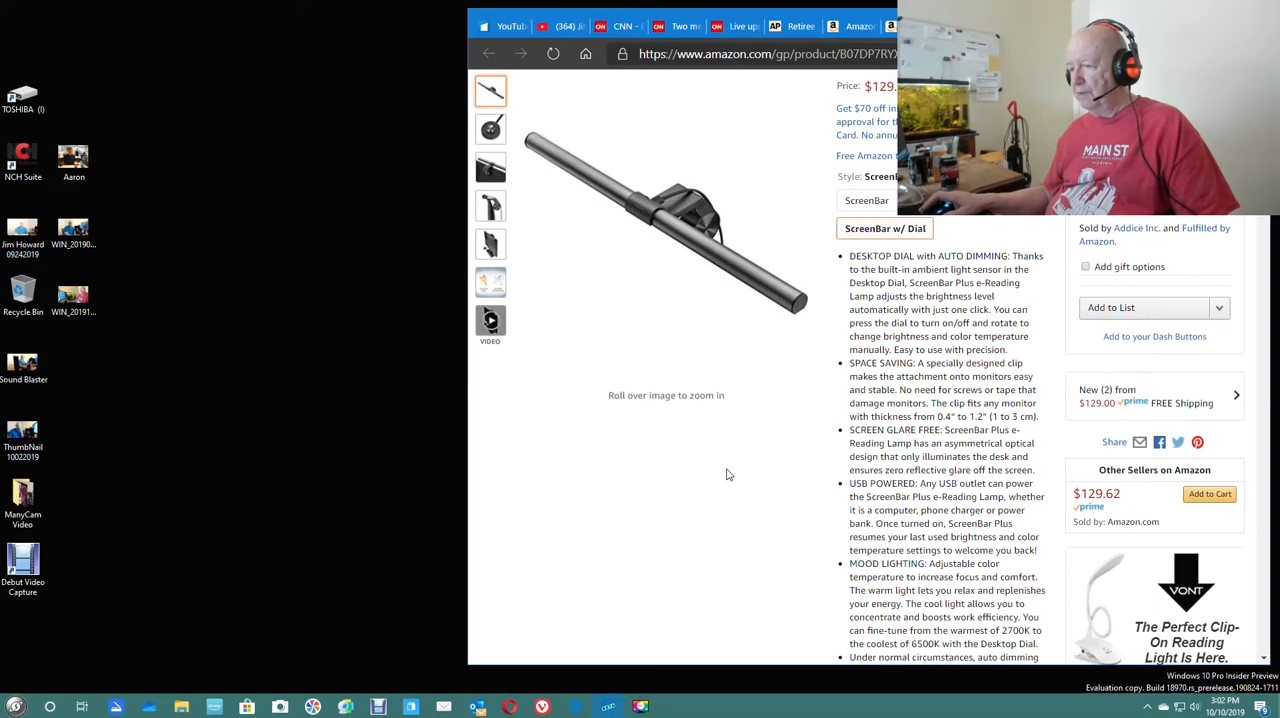 YouTub
(364) Ji
CNN -
Two m
Live up
Retiree
Amazon
https://www.amazon.com/gp/product/B07DP7RYX
TOSHIBA (I)
NCH Suite
Aaron
Jim Howard
09242019
WIN_20190...
Recycle Bin
WIN_20191...
Sound Blaster
ThumbNail
10022019
ManyCam
Video
Debut Video
Capture
VIDEO
Roll over image to zoom in
Price: $129.
Get $70 off in
approval for th
Card. No annu
Free Amazon
Style: ScreenB
ScreenBar
ScreenBar w/ Dial
DESKTOP DIAL with AUTO DIMMING: Thanks
to the built-in ambient light sensor in the
Desktop Dial, ScreenBar Plus e-Reading
Lamp adjusts the brightness level
automatically with just one click. You can
press the dial to turn on/off and rotate to
change brightness and color temperature
manually. Easy to use with precision.
SPACE SAVING: A specially designed clip
makes the attachment onto monitors easy
and stable. No need for screws or tape that
damage monitors. The clip fits any monitor
with thickness from 0.4" to 1.2" (1 to 3 cm).
SCREEN GLARE FREE: ScreenBar Plus e-
Reading Lamp has an asymmetrical optical
design that only illuminates the desk and
ensures zero reflective glare off the screen.
USB POWERED: Any USB outlet can power
the ScreenBar Plus e-Reading Lamp, whether
it is a computer, phone charger or power
bank. Once turned on, ScreenBar Plus
resumes your last used brightness and color
temperature settings to welcome you back!
MOOD LIGHTING: Adjustable color
temperature to increase focus and comfort.
The warm light lets you relax and replenishes
your energy. The cool light allows you to
concentrate and boosts work efficiency. You
can fine-tune from the warmest of 2700K to
the coolest of 6500K with the Desktop Dial.
Under normal circumstances, auto dimming
MAIN ST
Sold by Addice Inc. and Fulfilled by
Amazon.
Add gift options
Add to List
Add to your Dash Buttons
New (2) from
$129.00 prime FREE Shipping
Share
Other Sellers on Amazon
$129.62
Add to Cart
prime
Sold by: Amazon.com
VONT
The Perfect Clip-
On Reading
Light Is Here.
Windows 10 Pro Insider Preview
Evaluation copy. Build 18970.rs_prerelease.190824-1711
3:02 PM
10/10/2019